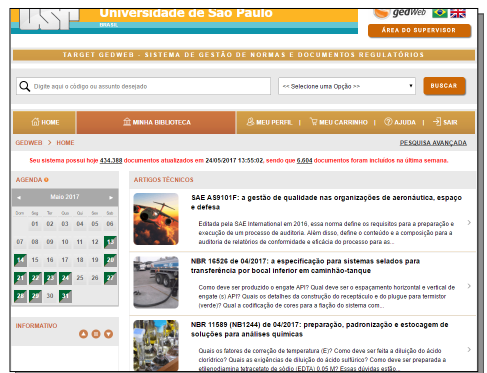 USP
Universidade de São Paulo
BRASIL
gedWeb
ÁREA DO SUPERVISOR
TARGET GEDWEB - SISTEMA DE GESTÃO DE NORMAS E DOCUMENTOS REGULATÓRIOS
Digite aqui o código ou assunto desejado
<< Selecione uma Opção >>
BUSCAR
HOME
MINHA BIBLIOTECA
MEU PERFIL |
MEU CARRINHO |
AJUDA |
SAIR
GEDWEB > HOME
PESQUISA AVANÇADA
Seu sistema possui hoje 434.388 documentos atualizados em 24/05/2017 13:55:02, sendo que 6.604 documentos foram incluídos na última semana.
AGENDA
Maio 2017
Dom Seg Ter Qua Qui Sex Sab
01 02 03 04 05 06
07 08 09 10 11 12 13
14 15 16 17 18 19 20
21 22 23 24 25 26 27
28 29 30 31
INFORMATIVO
ARTIGOS TÉCNICOS
SAE AS9101F: a gestão de qualidade nas organizações de aeronáutica, espaço
e defesa
Editada pela SAE International em 2016, essa norma define os requisitos para a preparação e
execução de um processo de auditoria. Além disso, define o conteúdo e a composição para a
auditoria de relatórios de conformidade e eficácia do processo para as...
NBR 16526 de 04/2017: a especificação para sistemas selados para
transferência por bocal inferior em caminhão-tanque
Como deve ser produzido o engate API? Qual deve ser o espaçamento horizontal e vertical de
engate (s) API? Quais os detalhes da construção do receptáculo e do plugue para termistor
(verde)? Qual a codificação de cores para a fiação do sistema com...
NBR 11589 (NB1244) de 04/2017: preparação, padronização e estocagem de
soluções para análises químicas
Quais os fatores de correção de temperatura (E)? Como deve ser feita a diluição do ácido
clorídrico? Quais as exigências de diluição do ácido sulfúrico? Como deve ser preparada a
etilenodiamina tetracetato de sódio (EDTA) 0,05 M? Essas dúvidas estão...